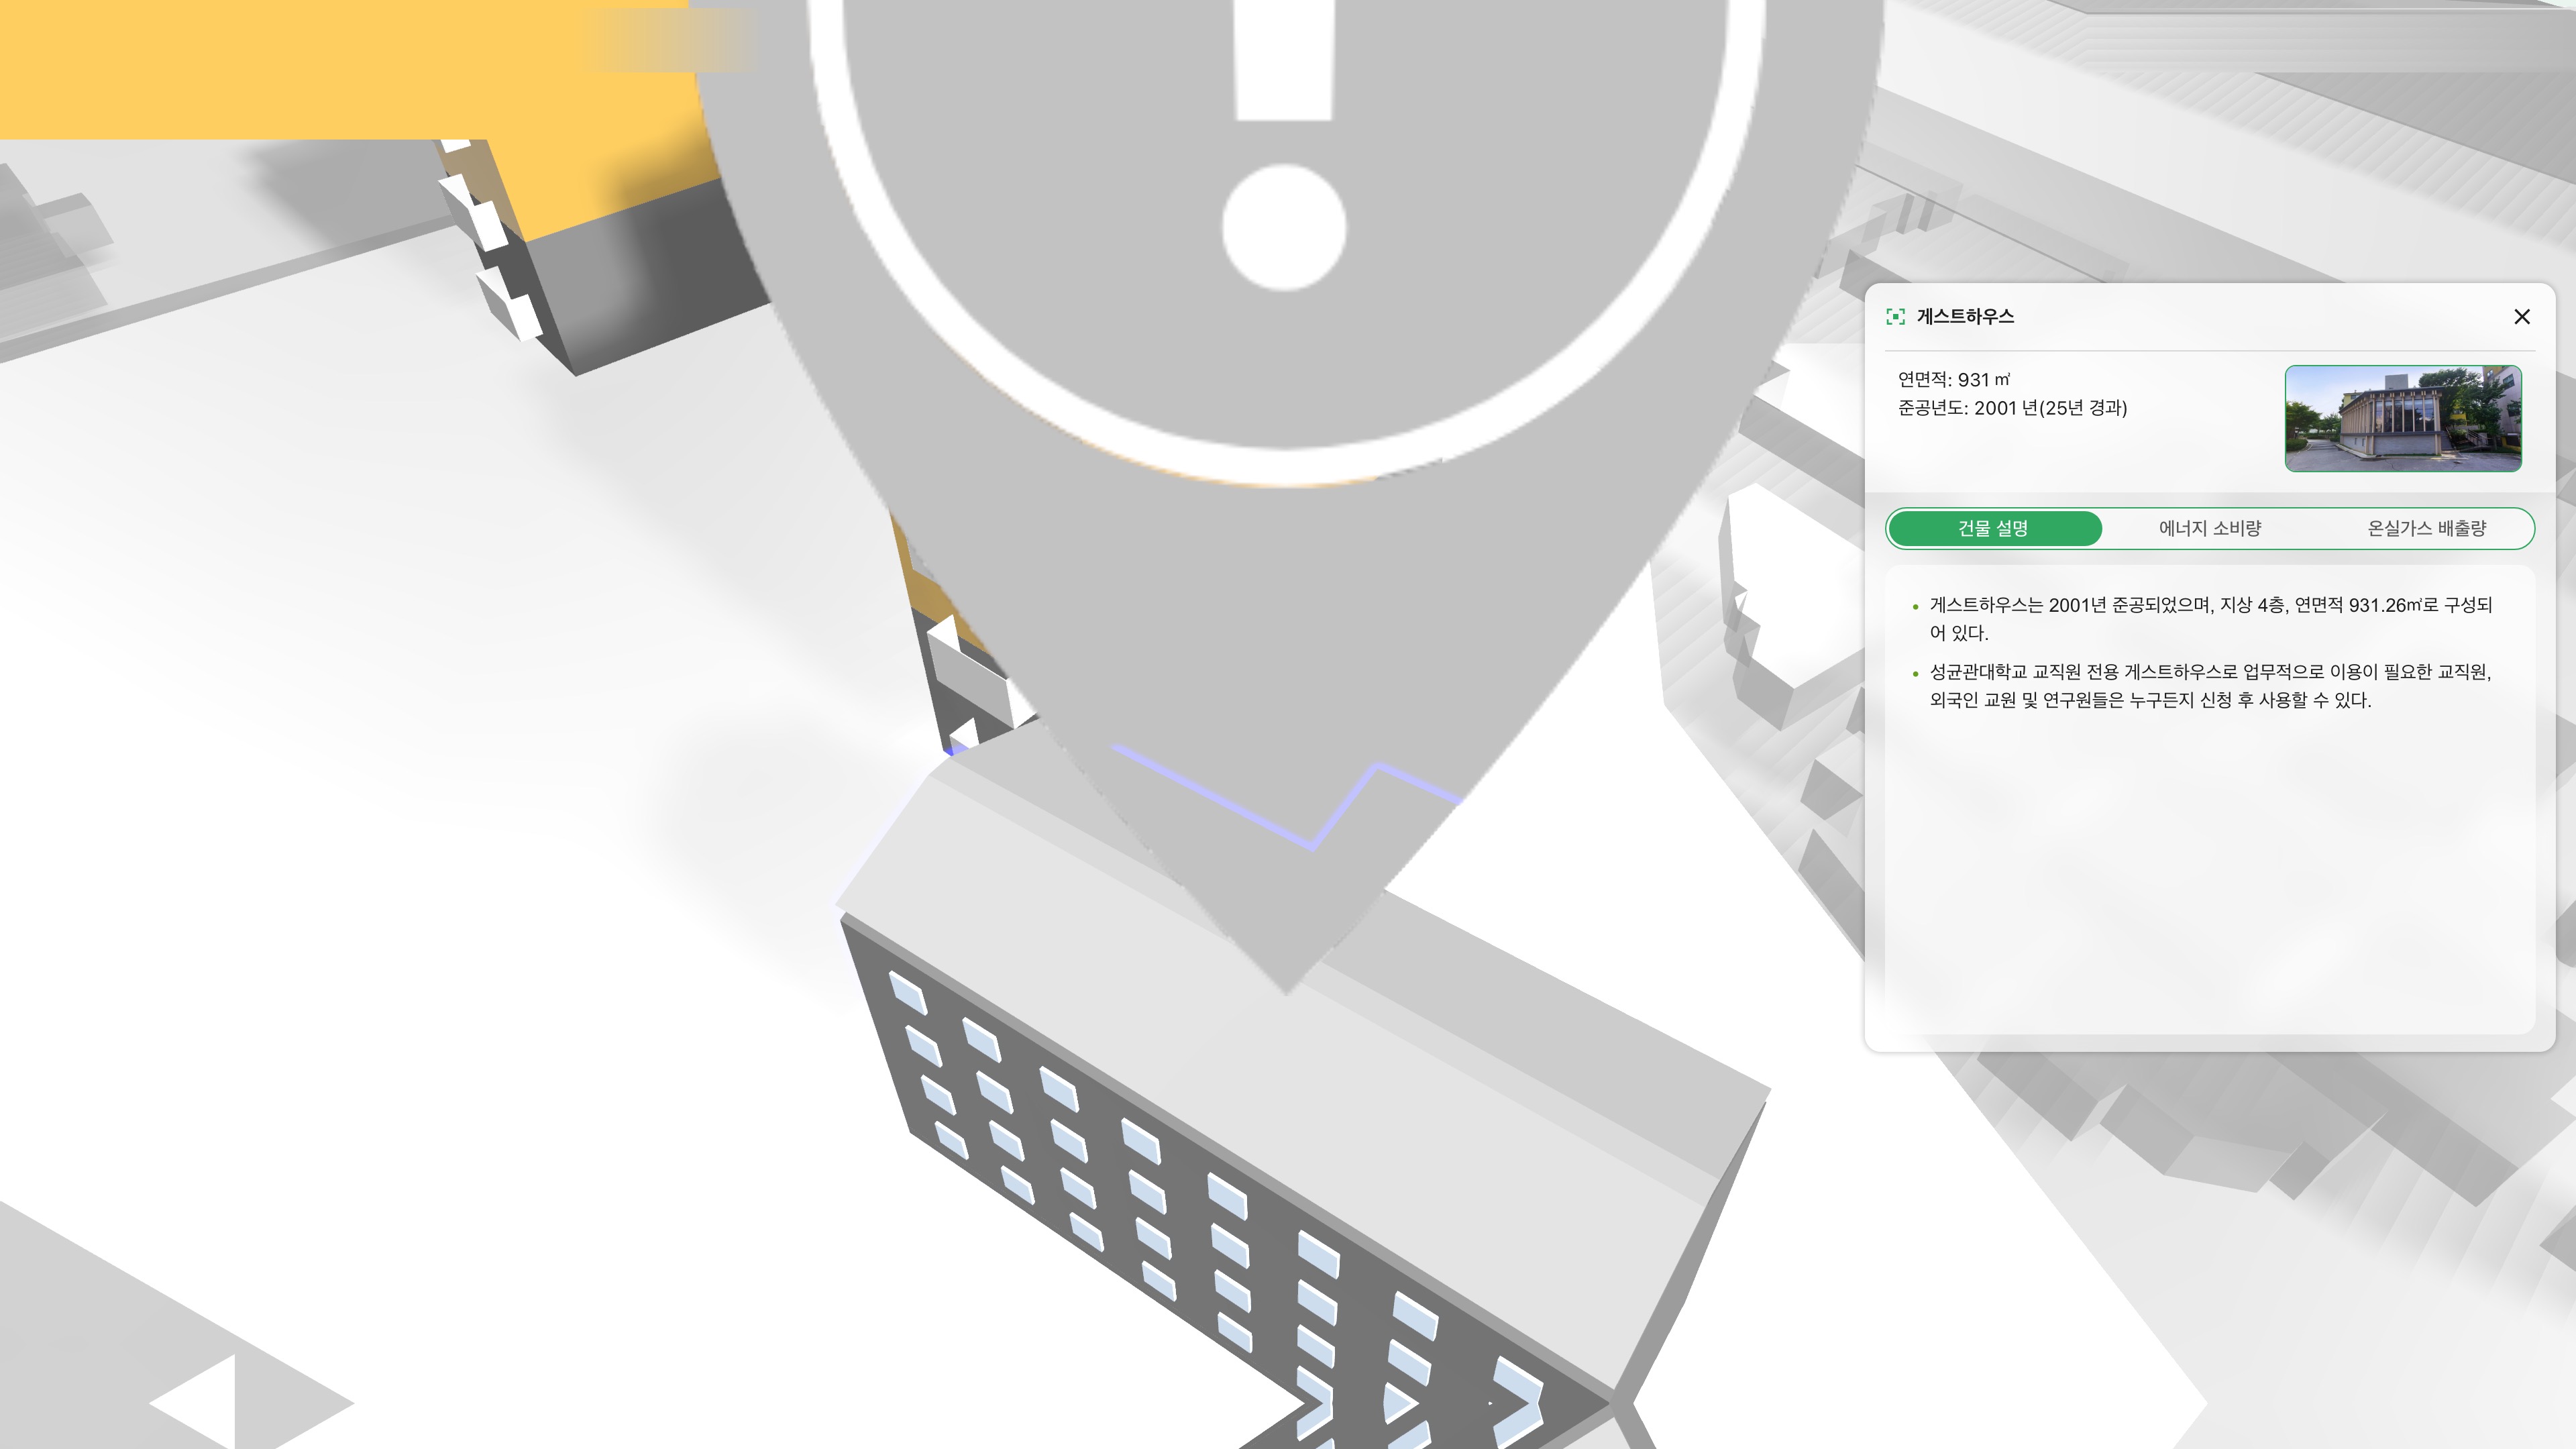 게스트하우스
연면적: 931 ㎡
준공년도: 2001 년(25년 경과)
건물 설명
에너지 소비량
온실가스 배출량
게스트하우스는 2001년 준공되었으며, 지상 4층, 연면적 931.26㎡로 구성되
어 있다.
성균관대학교 교직원 전용 게스트하우스로 업무적으로 이용이 필요한 교직원,
외국인 교원 및 연구원들은 누구든지 신청 후 사용할 수 있다.